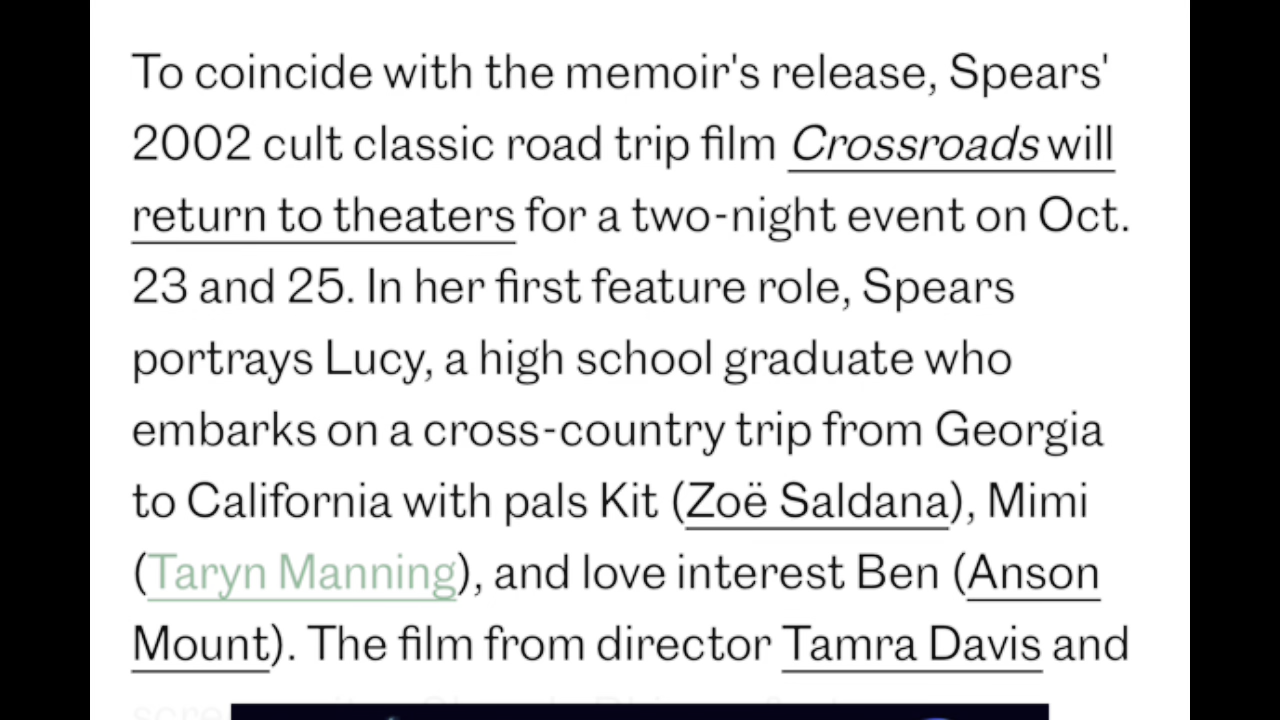 To coincide with the memoir's release, Spears'
2002 cult classic road trip film Crossroads will
return to theaters for a two-night event on Oct.
23 and 25. In her first feature role, Spears
portrays Lucy, a high school graduate who
embarks on a cross-country trip from Georgia
to California with pals Kit (Zoë Saldana), Mimi
(Taryn Manning), and love interest Ben (Anson
Mount). The film from director Tamra Davis and